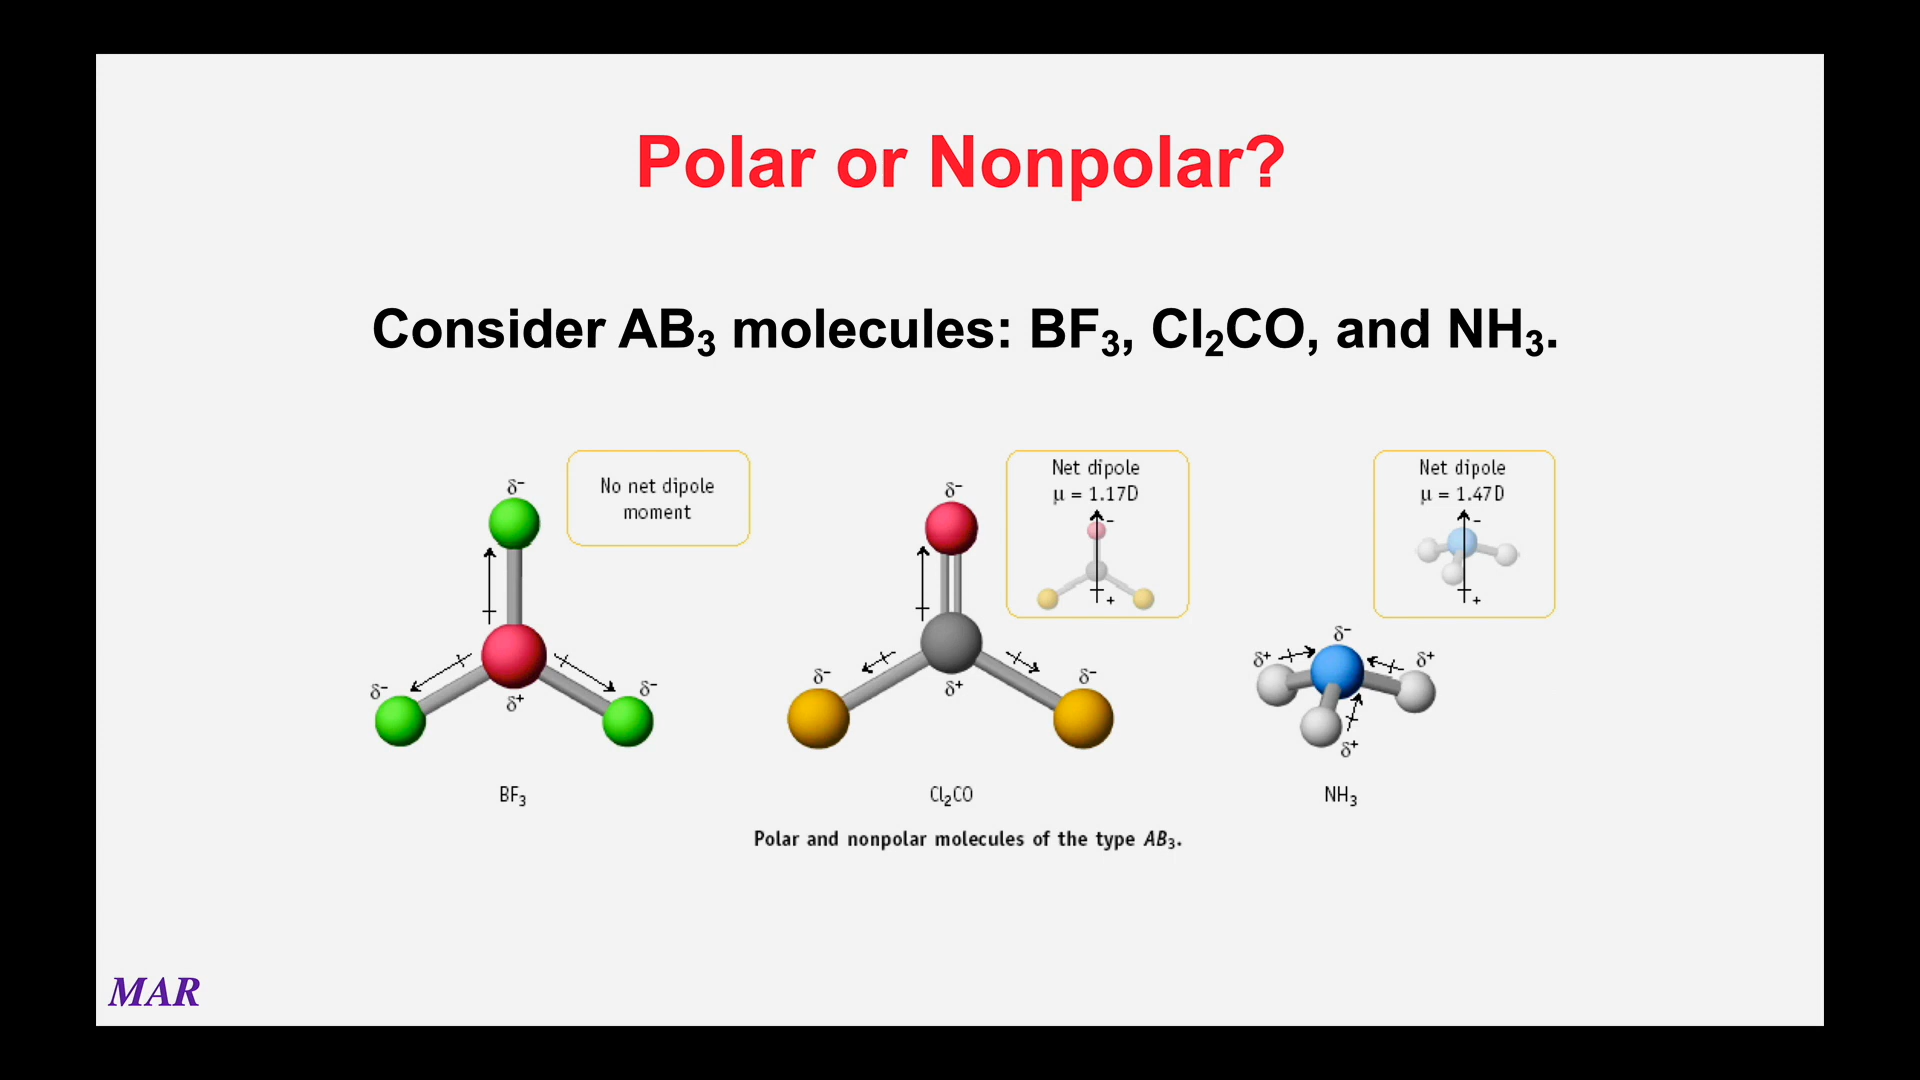 Polar or Nonpolar?
Consider AB₃ molecules: BF₃, Cl₂CO, and NH₃.
No net dipole
moment
δ⁻
δ⁻
δ⁻
δ⁺
BF₃
Net dipole
μ = 1.17D
-
+
δ⁻
δ⁻
δ⁻
δ⁺
Cl₂CO
Net dipole
μ = 1.47D
-
+
δ⁻
δ⁺
δ⁺
δ⁺
NH₃
Polar and nonpolar molecules of the type AB₃.
MAR